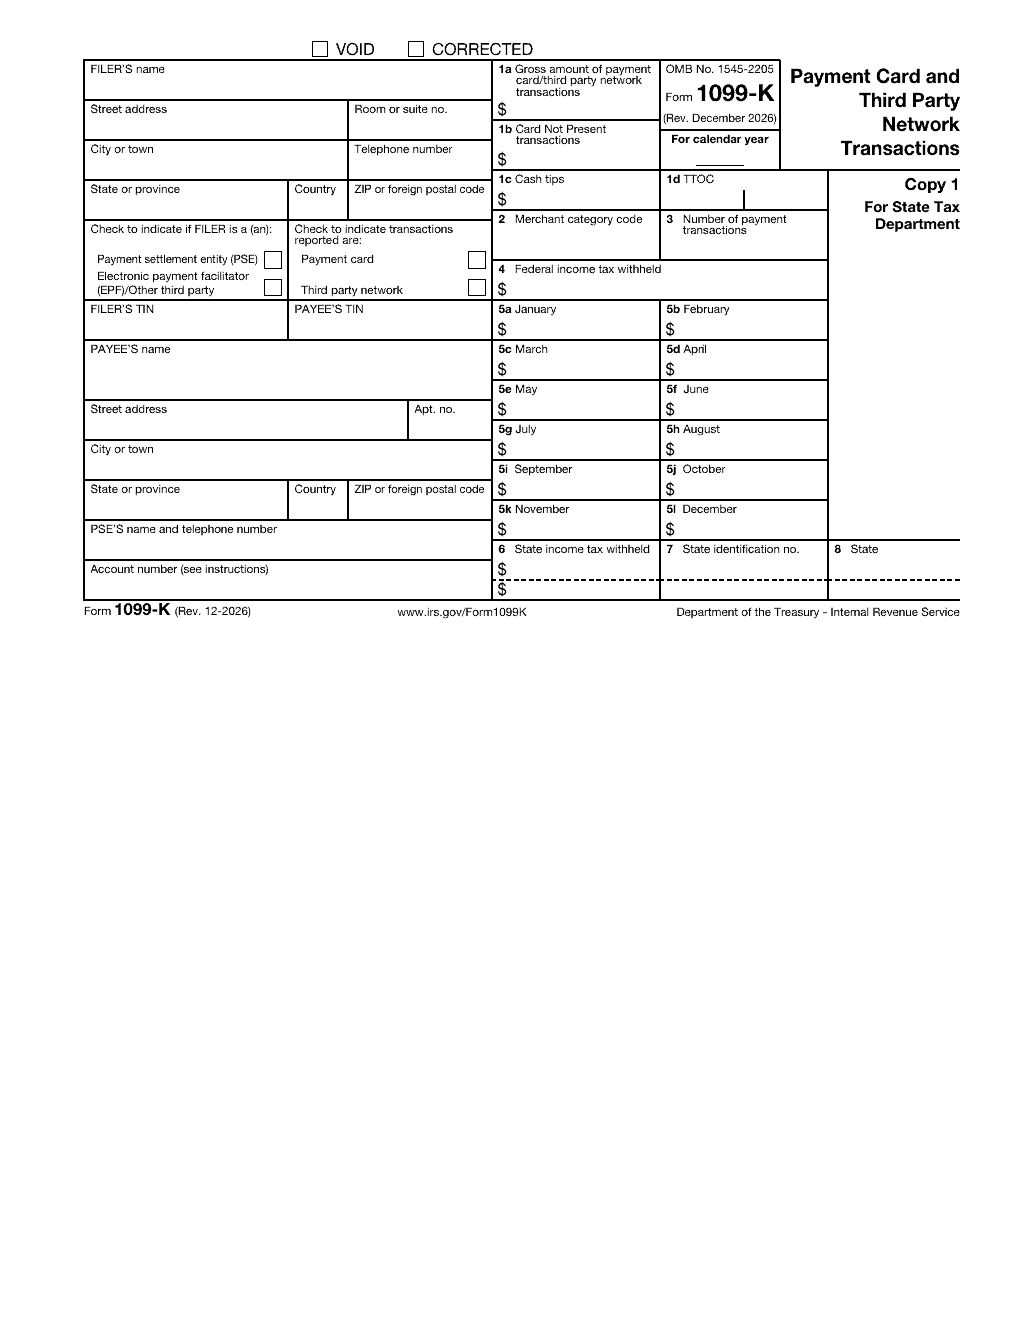 VOID CORRECTED
FILER'S name
Street address
Room or suite no.
City or town
Telephone number
State or province
Country
ZIP or foreign postal code
Check to indicate if FILER is a (an):
Payment settlement entity (PSE)
Electronic payment facilitator
(EPF)/Other third party
Check to indicate transactions
reported are:
Payment card
Third party network
FILER'S TIN
PAYEE'S TIN
PAYEE'S name
Street address
Apt. no.
City or town
State or province
Country
ZIP or foreign postal code
PSE'S name and telephone number
Account number (see instructions)
1a Gross amount of payment
card/third party network
transactions
$
1b Card Not Present
transactions
$
OMB No. 1545-2205
Form 1099-K
(Rev. December 2026)
For calendar year
Payment Card and
Third Party
Network
Transactions
1c Cash tips
$
1d TTOC
2 Merchant category code
3 Number of payment
transactions
4 Federal income tax withheld
$
5a January
$
5b February
$
5c March
$
5d April
$
5e May
$
5f June
$
5g July
$
5h August
$
5i September
$
5j October
$
5k November
$
5l December
$
6 State income tax withheld
$
$
7 State identification no.
8 State
Copy 1
For State Tax
Department
Form 1099-K (Rev. 12-2026)
www.irs.gov/Form1099K
Department of the Treasury - Internal Revenue Service